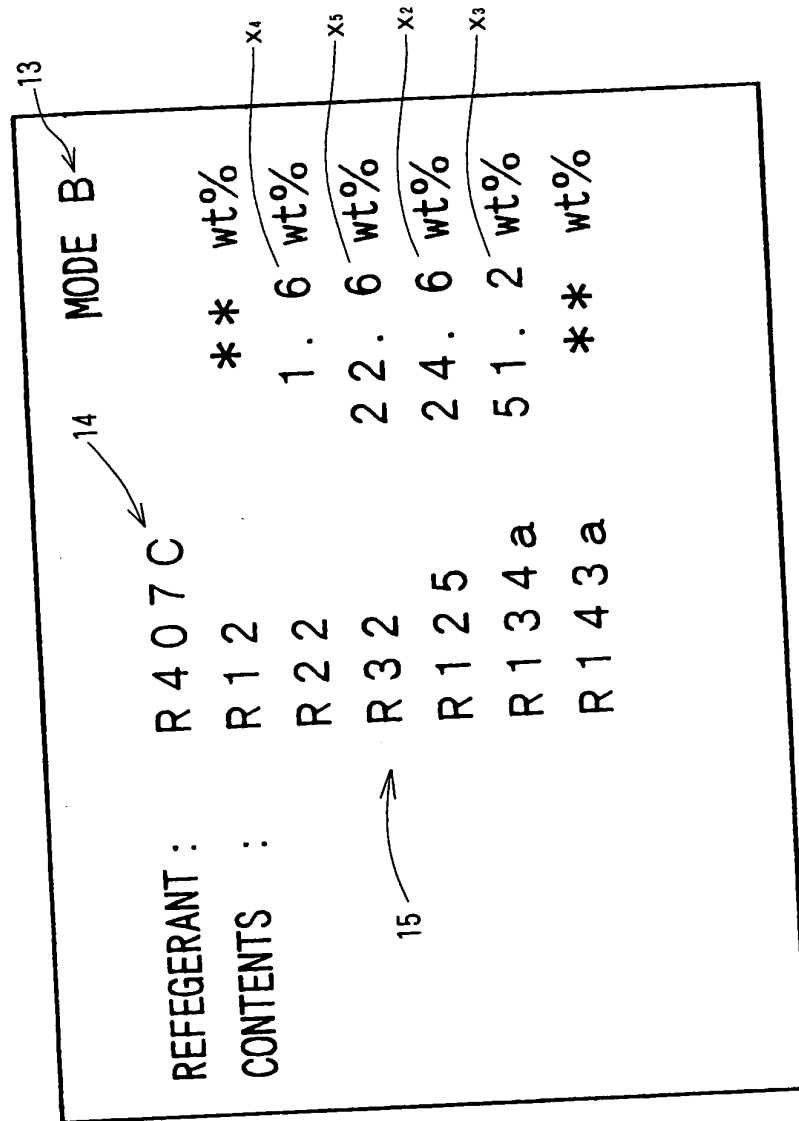 13
MODE B
14
REFEGERANT : R407C
CONTENTS : R12 ** wt%
R22 1.6 wt% x4
R32 22.6 wt% x5
R125 24.6 wt% x2
R134a 51.2 wt% x3
R143a ** wt%
15